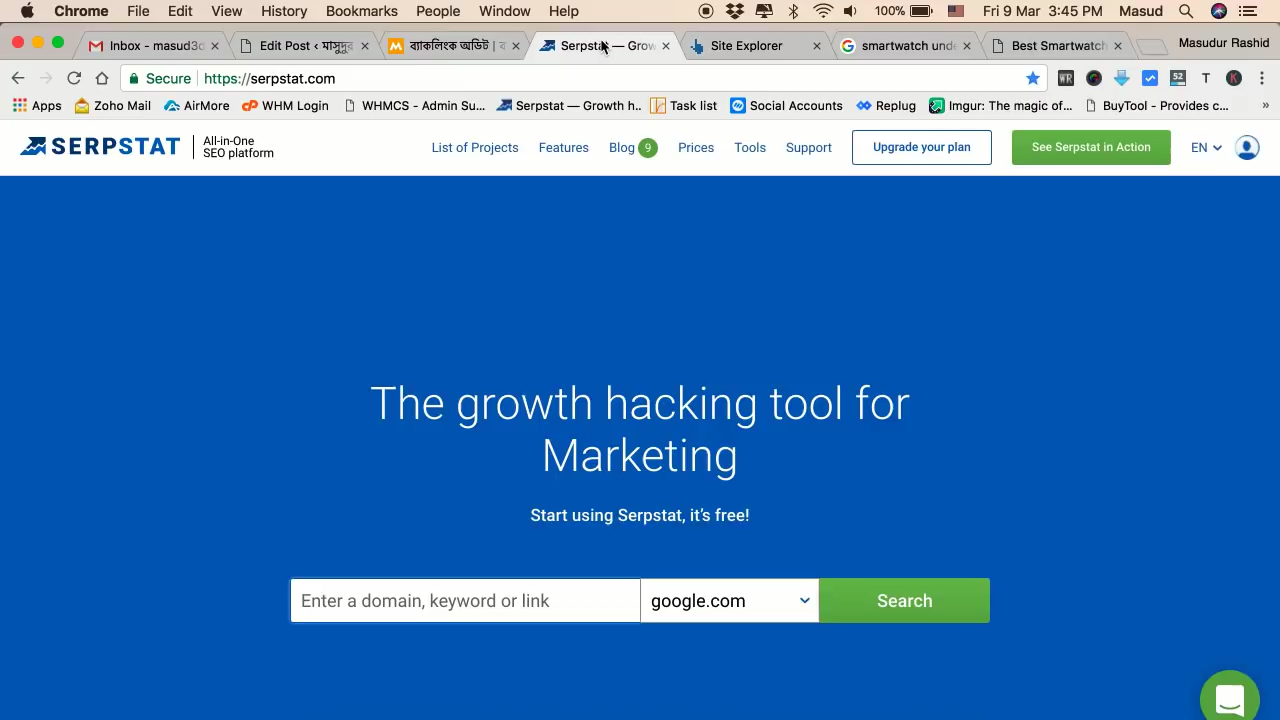 Chrome File Edit View History Bookmarks People Window Help 100% Fri 9 Mar 3:45 PM Masud
Inbox - masud3d Edit Post ‹ মাসুদুর ব্যাকলিংক অডিট | ব Serpstat — Grow Site Explorer smartwatch unde Best Smartwatch Masudur Rashid
Secure https://serpstat.com WR 52 T K
Apps Zoho Mail AirMore WHM Login WHMCS - Admin Su... Serpstat — Growth h.. Task list Social Accounts Replug Imgur: The magic of... BuyTool - Provides c... »
SERPSTAT All-in-One
SEO platform
List of Projects Features Blog 9 Prices Tools Support Upgrade your plan See Serpstat in Action EN
The growth hacking tool for
Marketing
Start using Serpstat, it's free!
Enter a domain, keyword or link google.com Search